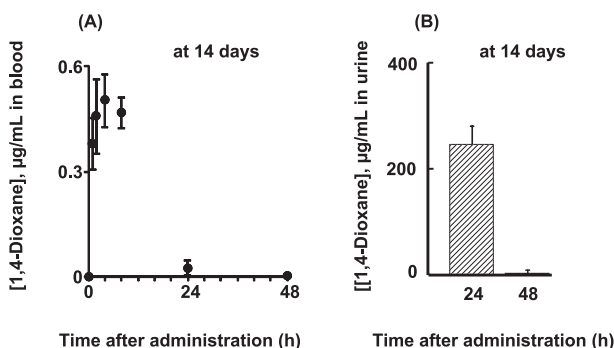 (A)
at 14 days
[1,4-Dioxane], µg/mL in blood
0.6
0.3
0
0
24
48
Time after administration (h)
(B)
at 14 days
[[1,4-Dioxane], µg/mL in urine
400
200
0
24
48
Time after administration (h)